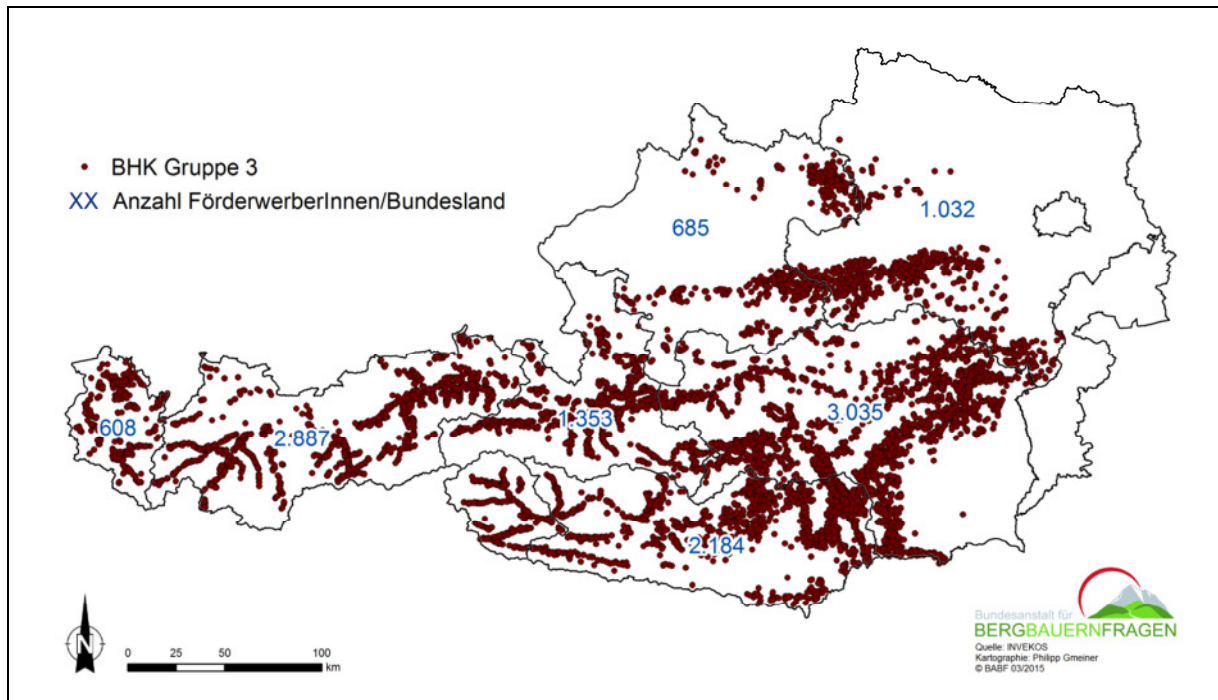 BHK Gruppe 3
XX Anzahl FörderwerberInnen/Bundesland
685
1.032
608
2.887
1.353
3.035
2.184
N
0 25 50 100
km
Bundesanstalt für
BERGBAUERNFRAGEN
Quelle: INVEKOS
Kartographie: Philipp Gmeiner
© BABF 03/2015